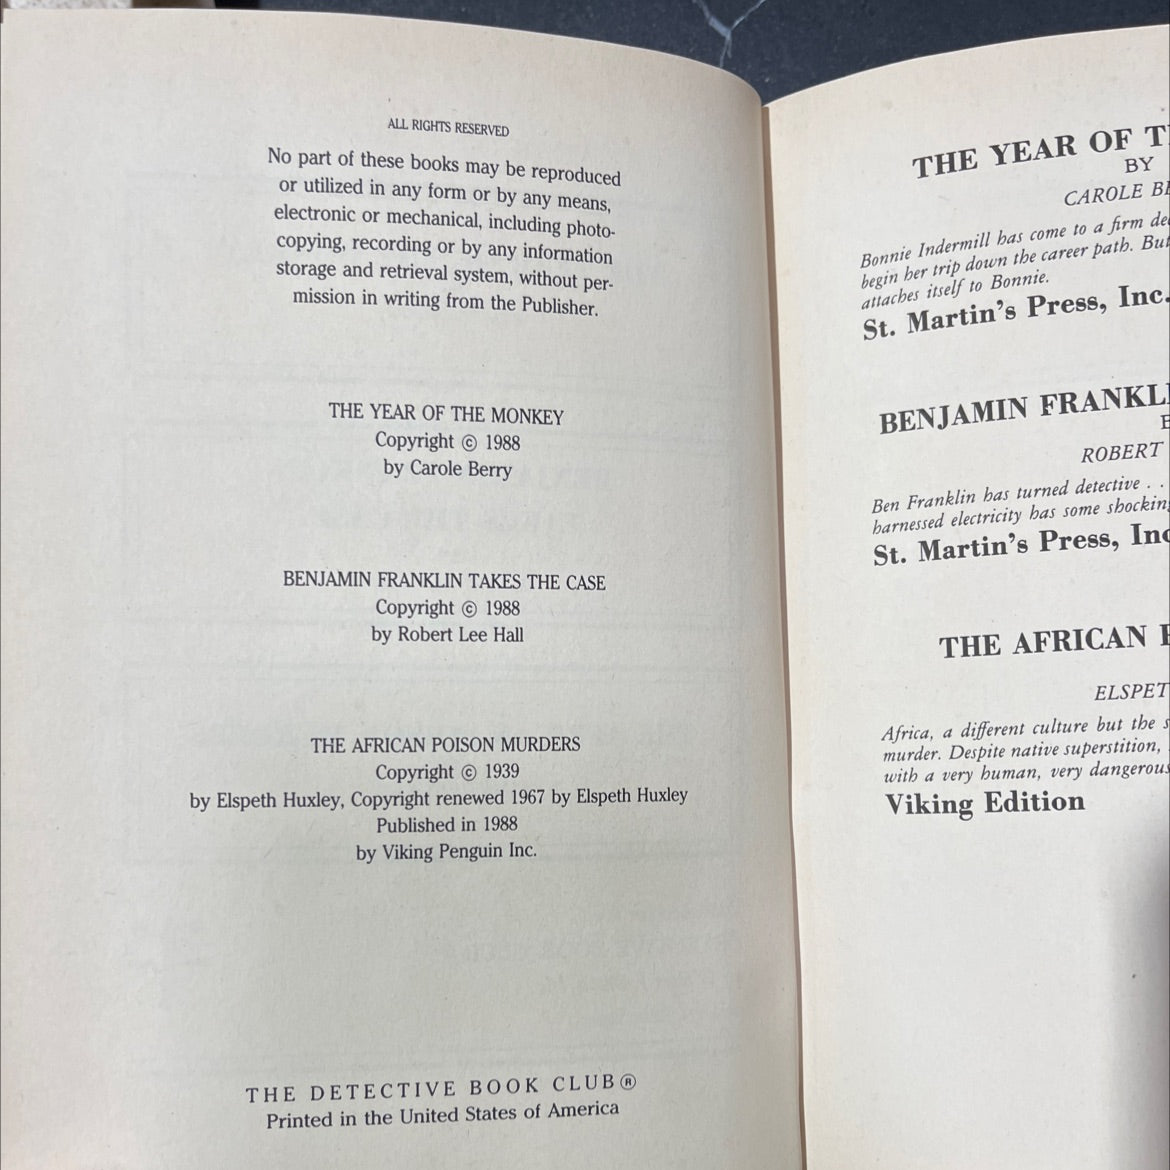 ALL RIGHTS RESERVED
No part of these books may be reproduced
or utilized in any form or by any means,
electronic or mechanical, including photo-
copying, recording or by any information
storage and retrieval system, without per-
mission in writing from the Publisher.
THE YEAR OF THE MONKEY
Copyright © 1988
by Carole Berry
BENJAMIN FRANKLIN TAKES THE CASE
Copyright © 1988
by Robert Lee Hall
THE AFRICAN POISON MURDERS
Copyright © 1939
by Elspeth Huxley, Copyright renewed 1967 by Elspeth Huxley
Published in 1988
by Viking Penguin Inc.
THE DETECTIVE BOOK CLUB®
Printed in the United States of America
THE YEAR OF
BY
CAROLE
Bonnie Indermill has come to a firm
begin her trip down the career path. But
attaches itself to Bonnie.
St. Martin's Press, Inc.
BENJAMIN
ROBERT
Ben Franklin has turned detective . .
harnessed electricity has some
St. Martin's Press,
THE AFRICAN
Africa, a different culture but the
murder. Despite native superstition,
with a very human, very
Viking Edition